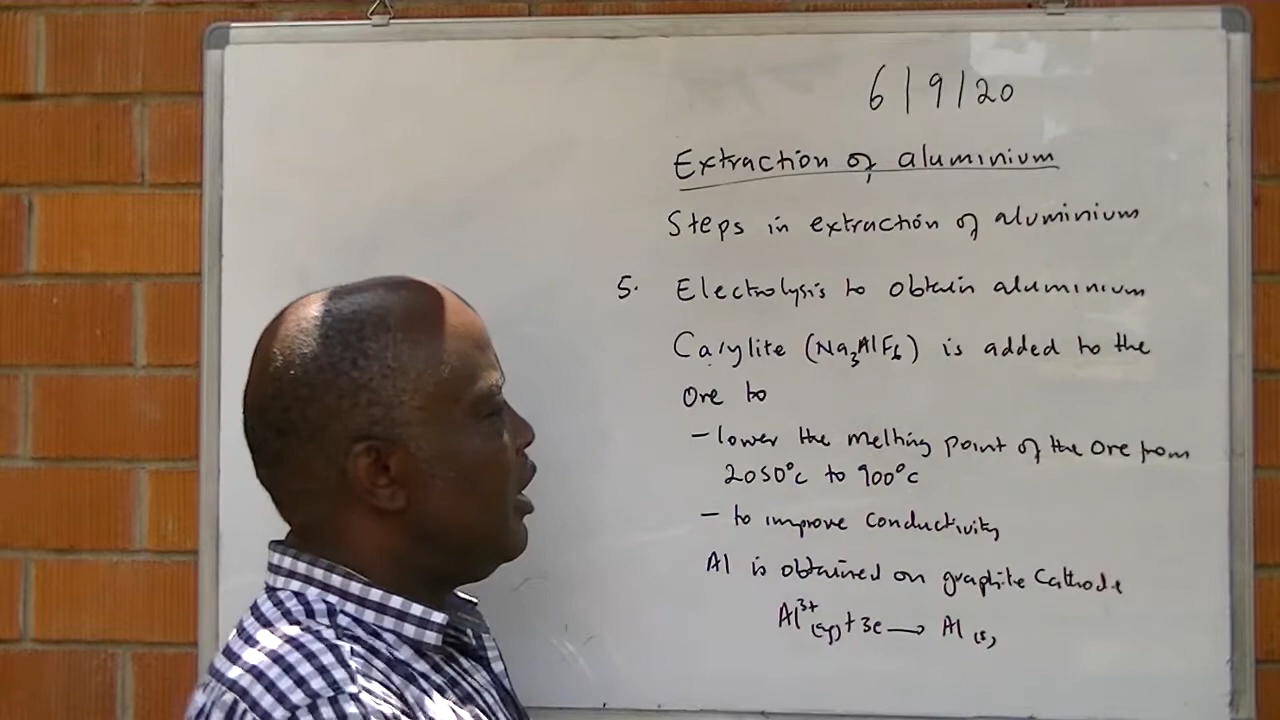 6/9/20
Extraction of aluminium
Steps in extraction of aluminium
5. Electrolysis to obtain aluminium
Carylite (Na₃AlF₆) is added to the
Ore to
- lower the melting point of the ore from
2050°c to 900°c
- to improve conductivity
Al is obtained on graphite Cathode
Al³⁺(aq) + 3e → Al (s)